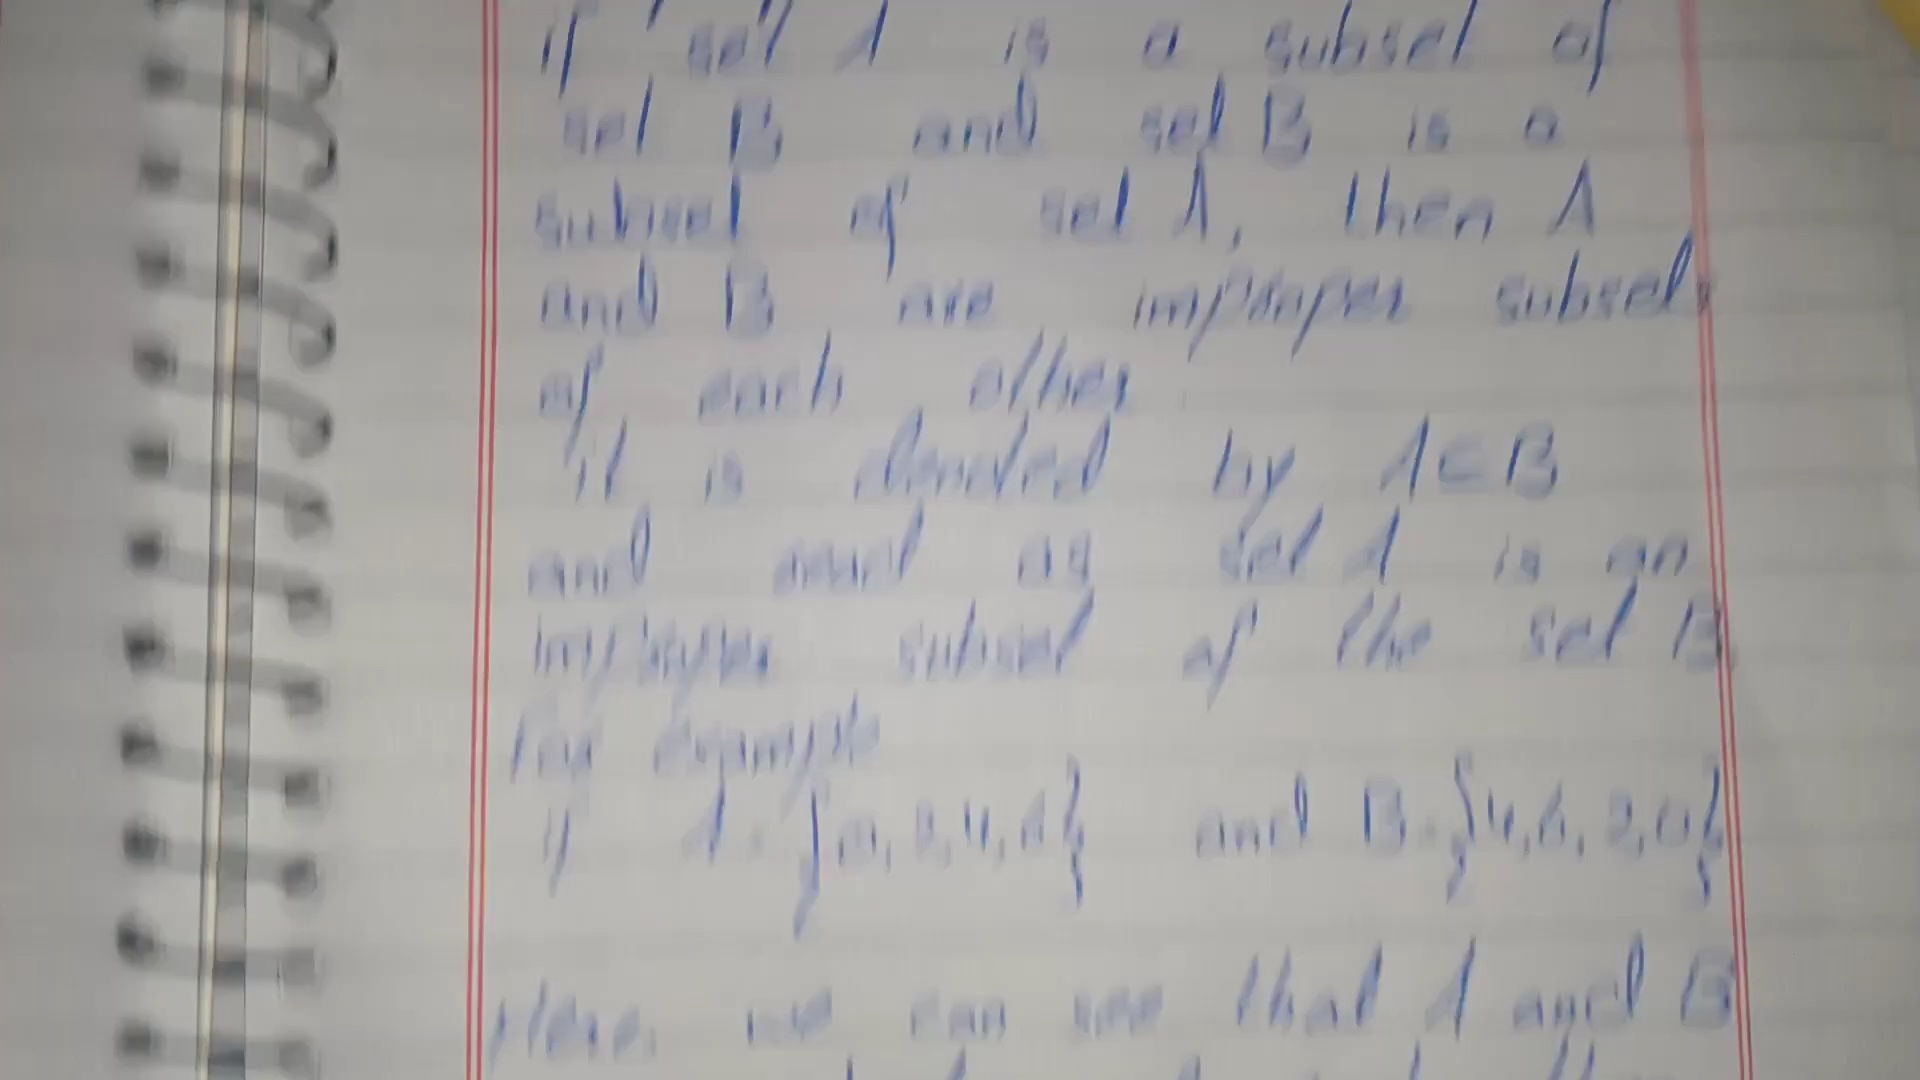 if set A is a subset of
set B and set B is a
subset of set A, then A
and B are improper subsets
of each other
it is denoted by A⊂B
and read as set A is an
improper subset of the set B
for example
if A = {0, 2, 4, 6} and B = {4, 6, 2, 0}
Here, we can see that A and B